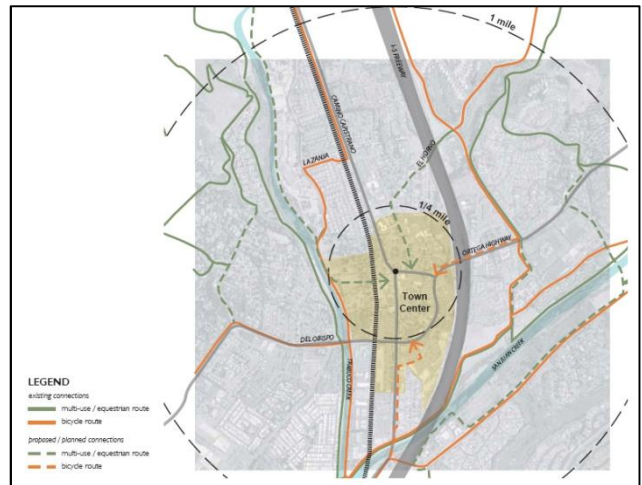 1 mile
I-5 FREEWAY
CAMINO CAPISTRANO
LA ZANJA
EL HORNO
1/4 mile
ORTEGA HIGHWAY
Town
Center
DEL OBISPO
TRABUCO CREEK
SAN JUAN CREEK
LEGEND
existing connections
multi-use / equestrian route
bicycle route
proposed / planned connections
multi-use / equestrian route
bicycle route